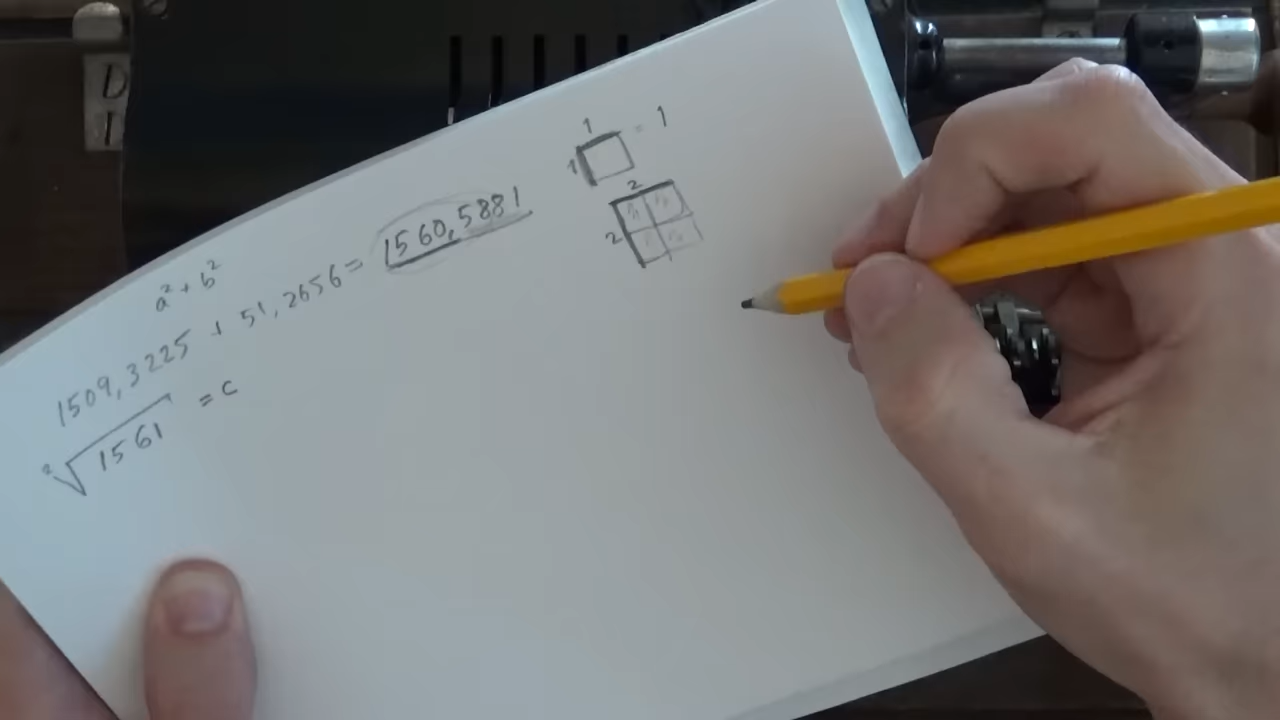 a² + b²
1509,3225 + 51,2656 = 1560,5881
²√1561 = c
1
1 = 1
2
2
D
I